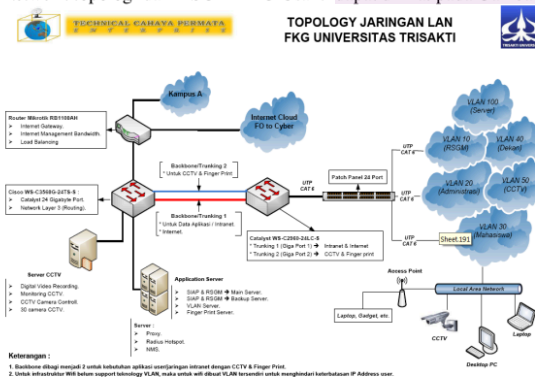 TECHNICAL CAHAYA PERMATA
ENTERPRISE
TOPOLOGY JARINGAN LAN
FKG UNIVERSITAS TRISAKTI
Kampus A
Internet Cloud
FO to Cyber
Router Mikrotik RB1100AH
Internet Gateway.
Internet Management Bandwidth.
Load Balancing
Backbone/Trunking 2
* Untuk CCTV & Finger Print
Cisco WS-C3560G-24TS-S :
Catalyst 24 Gigabyte Port.
Network Layer 3 (Routing).
Backbone/Trunking 1
* Untuk Data Aplikasi / Intranet.
* Internet.
UTP
CAT 6
Patch Panel 24 Port
UTP
CAT 6
UTP
CAT 6
UTP
CAT 6
VLAN 100
(Server)
VLAN 10
(RSGM)
VLAN 40
(Dekan)
VLAN 20
(Administrasi)
VLAN 50
(CCTV)
VLAN 30
(Mahasiswa)
Sheet.191
Catalyst WS-C2960-24LC-S
* Trunking 1 (Giga Port 1) ➔ Intranet & Internet
* Trunking 2 (Giga Port 2) ➔ CCTV & Finger print
Server CCTV
Digital Video Recording.
Monitoring CCTV.
CCTV Camera Controll.
30 camera CCTV.
Application Server
SIAP & RSGM ➔ Main Server.
SIAP & RSGM ➔ Backup Server.
VLAN Server.
Finger Print Server.
Server :
Proxy.
Radius Hotspot.
NMS.
Access Point
Laptop, Gadget, etc.
Local Area Network
CCTV
Desktop PC
Laptop
Keterangan :
1. Backbone dibagi menjadi 2 untuk kebutuhan aplikasi user/jaringan intranet dengan CCTV & Finger Print.
2. Untuk infrastruktur Wifi belum support teknology VLAN, maka untuk wifi dibuat VLAN tersendiri untuk menghindari keterbatasan IP Address user.